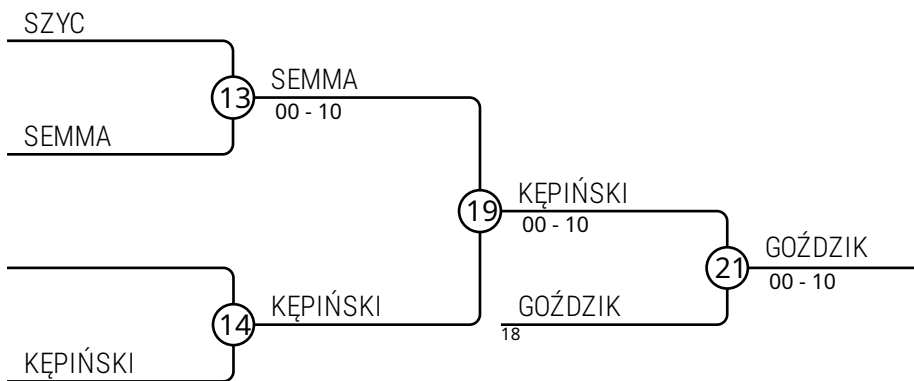 SZYC
13
SEMMA
00 - 10
SEMMA
19
KĘPIŃSKI
00 - 10
21
GOŹDZIK
00 - 10
14
KĘPIŃSKI
GOŹDZIK
18
KĘPIŃSKI